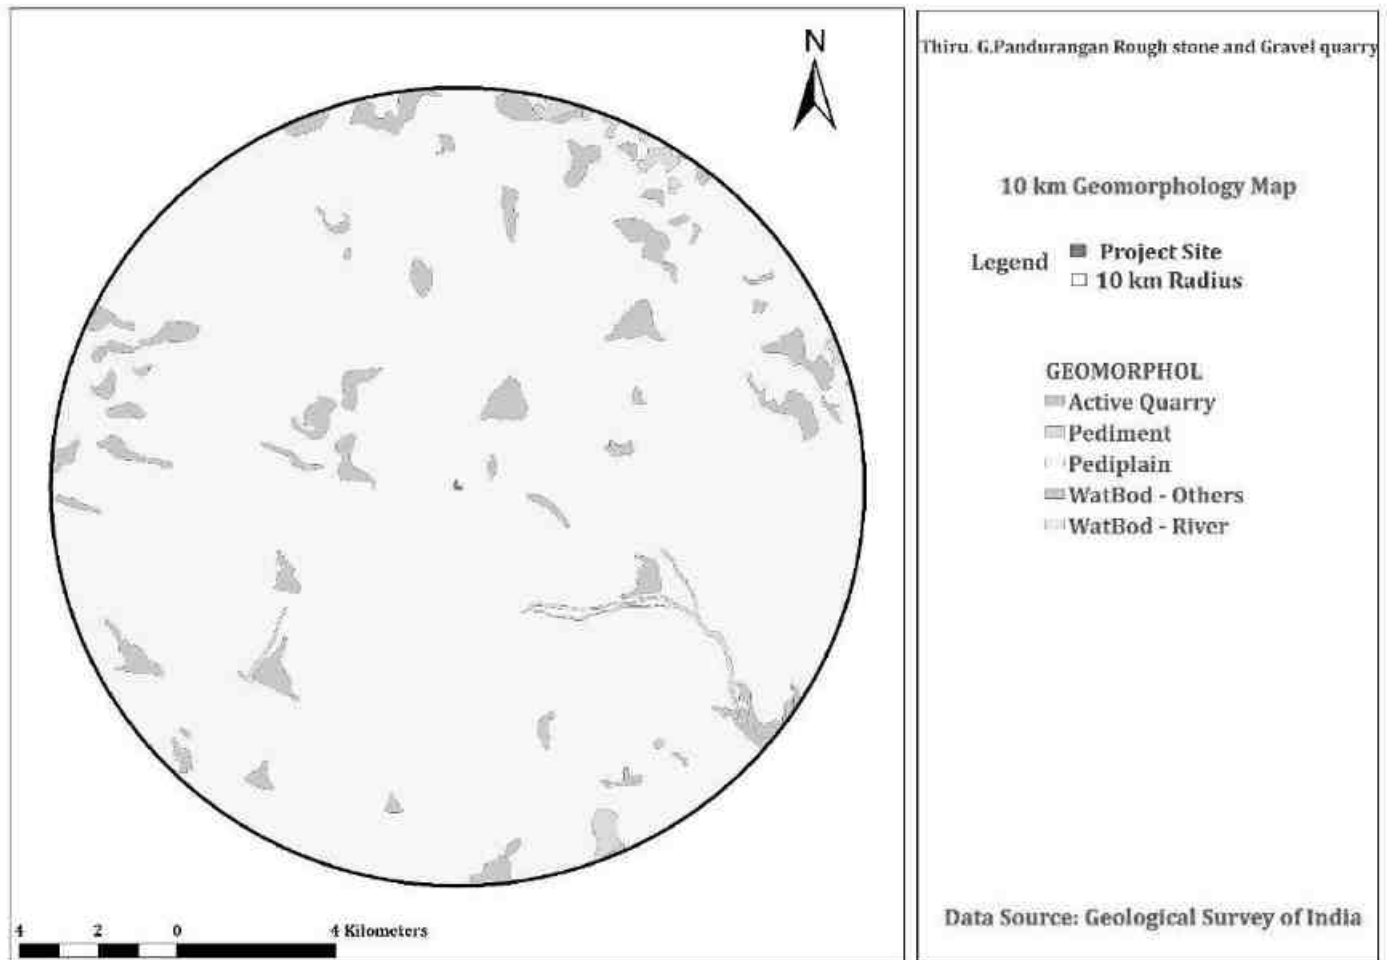 N
4 2 0 4 Kilometers
Thiru. G.Pandurangan Rough stone and Gravel quarry
10 km Geomorphology Map
Legend
Project Site
10 km Radius
GEOMORPHOL
Active Quarry
Pediment
Pediplain
WatBod - Others
WatBod - River
Data Source: Geological Survey of India